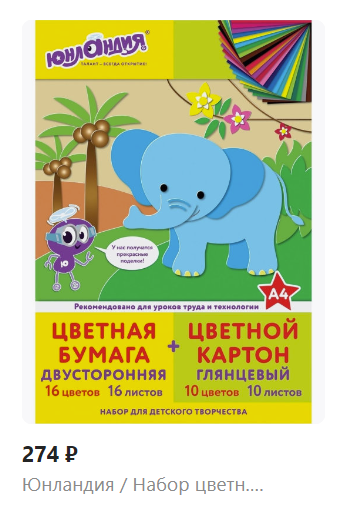 ЮНЛАНДИЯ
ТАЛАНТ – ВСЕГДА ОТКРЫТИЕ!
У нас получатся
прекрасные
поделки!
Ю
Рекомендовано для уроков труда и технологии
А4
ЦВЕТНАЯ БУМАГА
ДВУСТОРОННЯЯ
16 цветов 16 листов
+
ЦВЕТНОЙ КАРТОН
ГЛЯНЦЕВЫЙ
10 цветов 10 листов
НАБОР ДЛЯ ДЕТСКОГО ТВОРЧЕСТВА
274 ₽
Юнландия / Набор цветн....